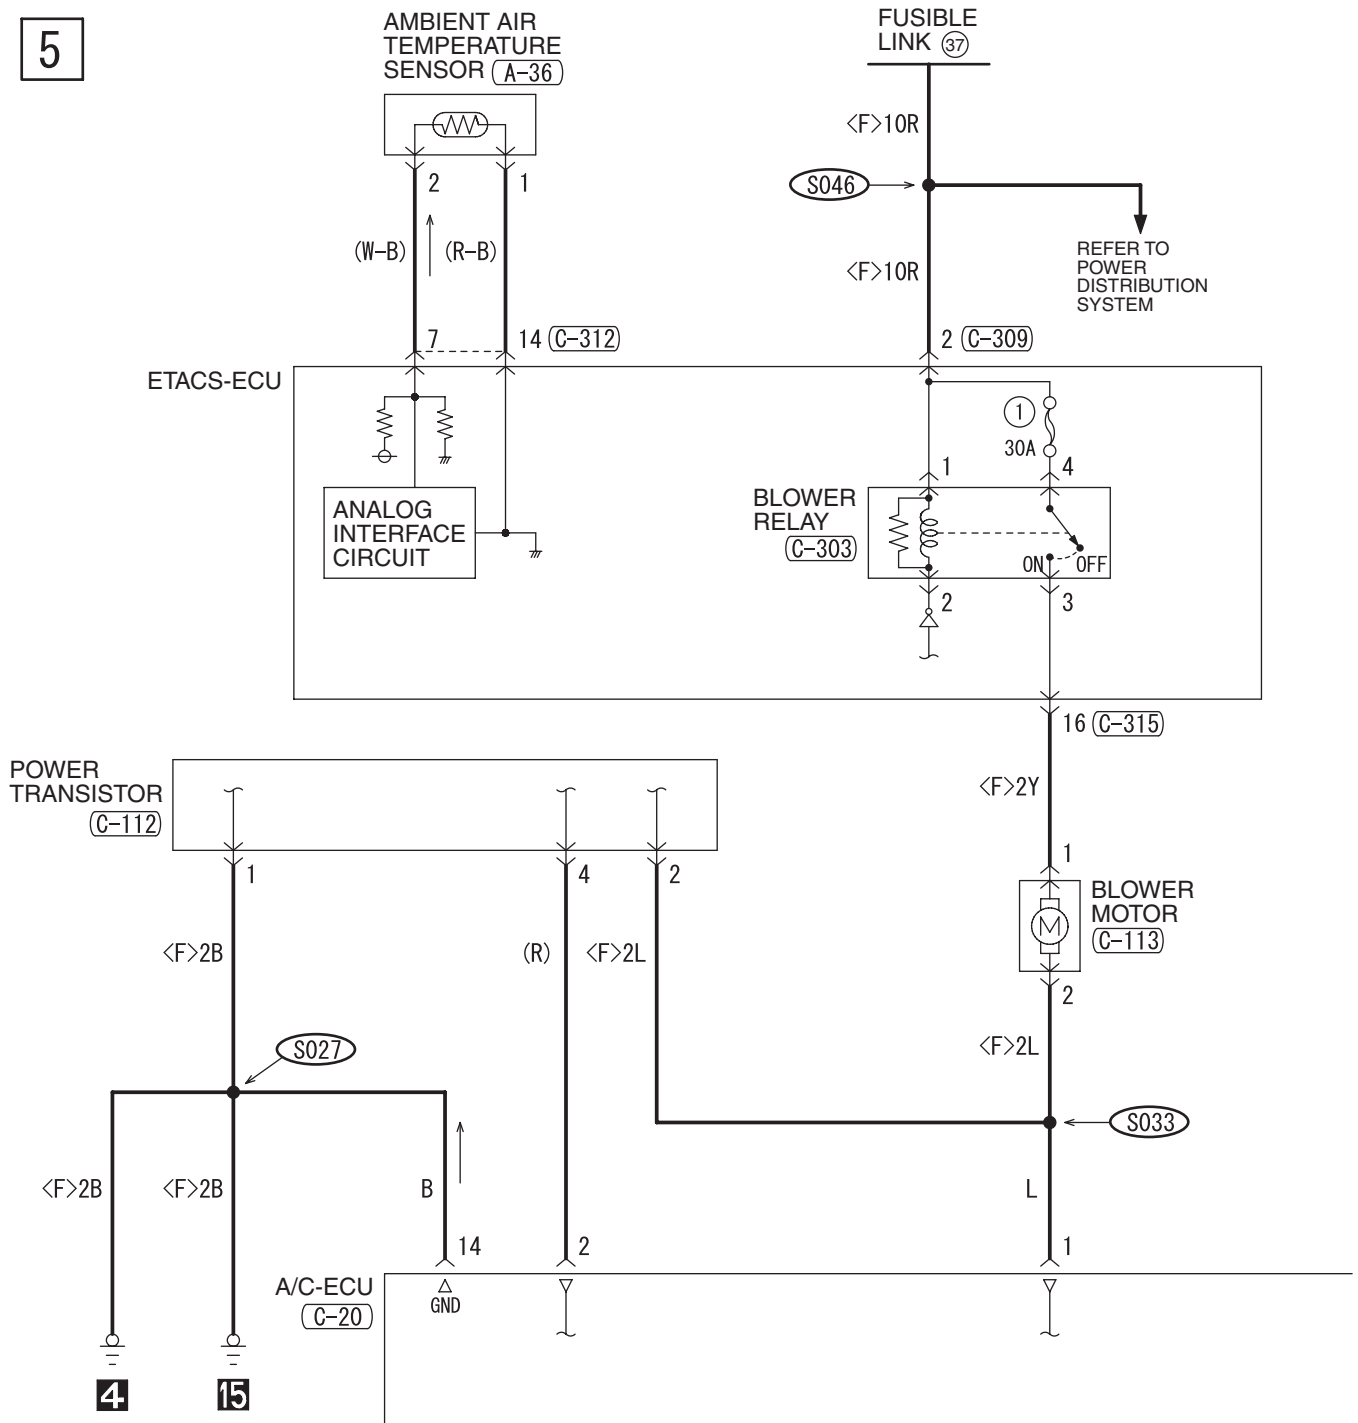 5
AMBIENT AIR
TEMPERATURE
SENSOR A-36
FUSIBLE
LINK 37
<F>10R
S046
2
1
(W-B)
(R-B)
<F>10R
REFER TO
POWER
DISTRIBUTION
SYSTEM
7
14 C-312
2 C-309
ETACS-ECU
1
30A
1
4
ANALOG
INTERFACE
CIRCUIT
BLOWER
RELAY
C-303
ON
OFF
2
3
16 C-315
POWER
TRANSISTOR
C-112
<F>2Y
1
4
2
1
BLOWER
MOTOR
C-113
M
<F>2B
(R)
<F>2L
2
<F>2L
S027
S033
<F>2B
<F>2B
B
L
14
2
1
A/C-ECU
C-20
GND
4
15